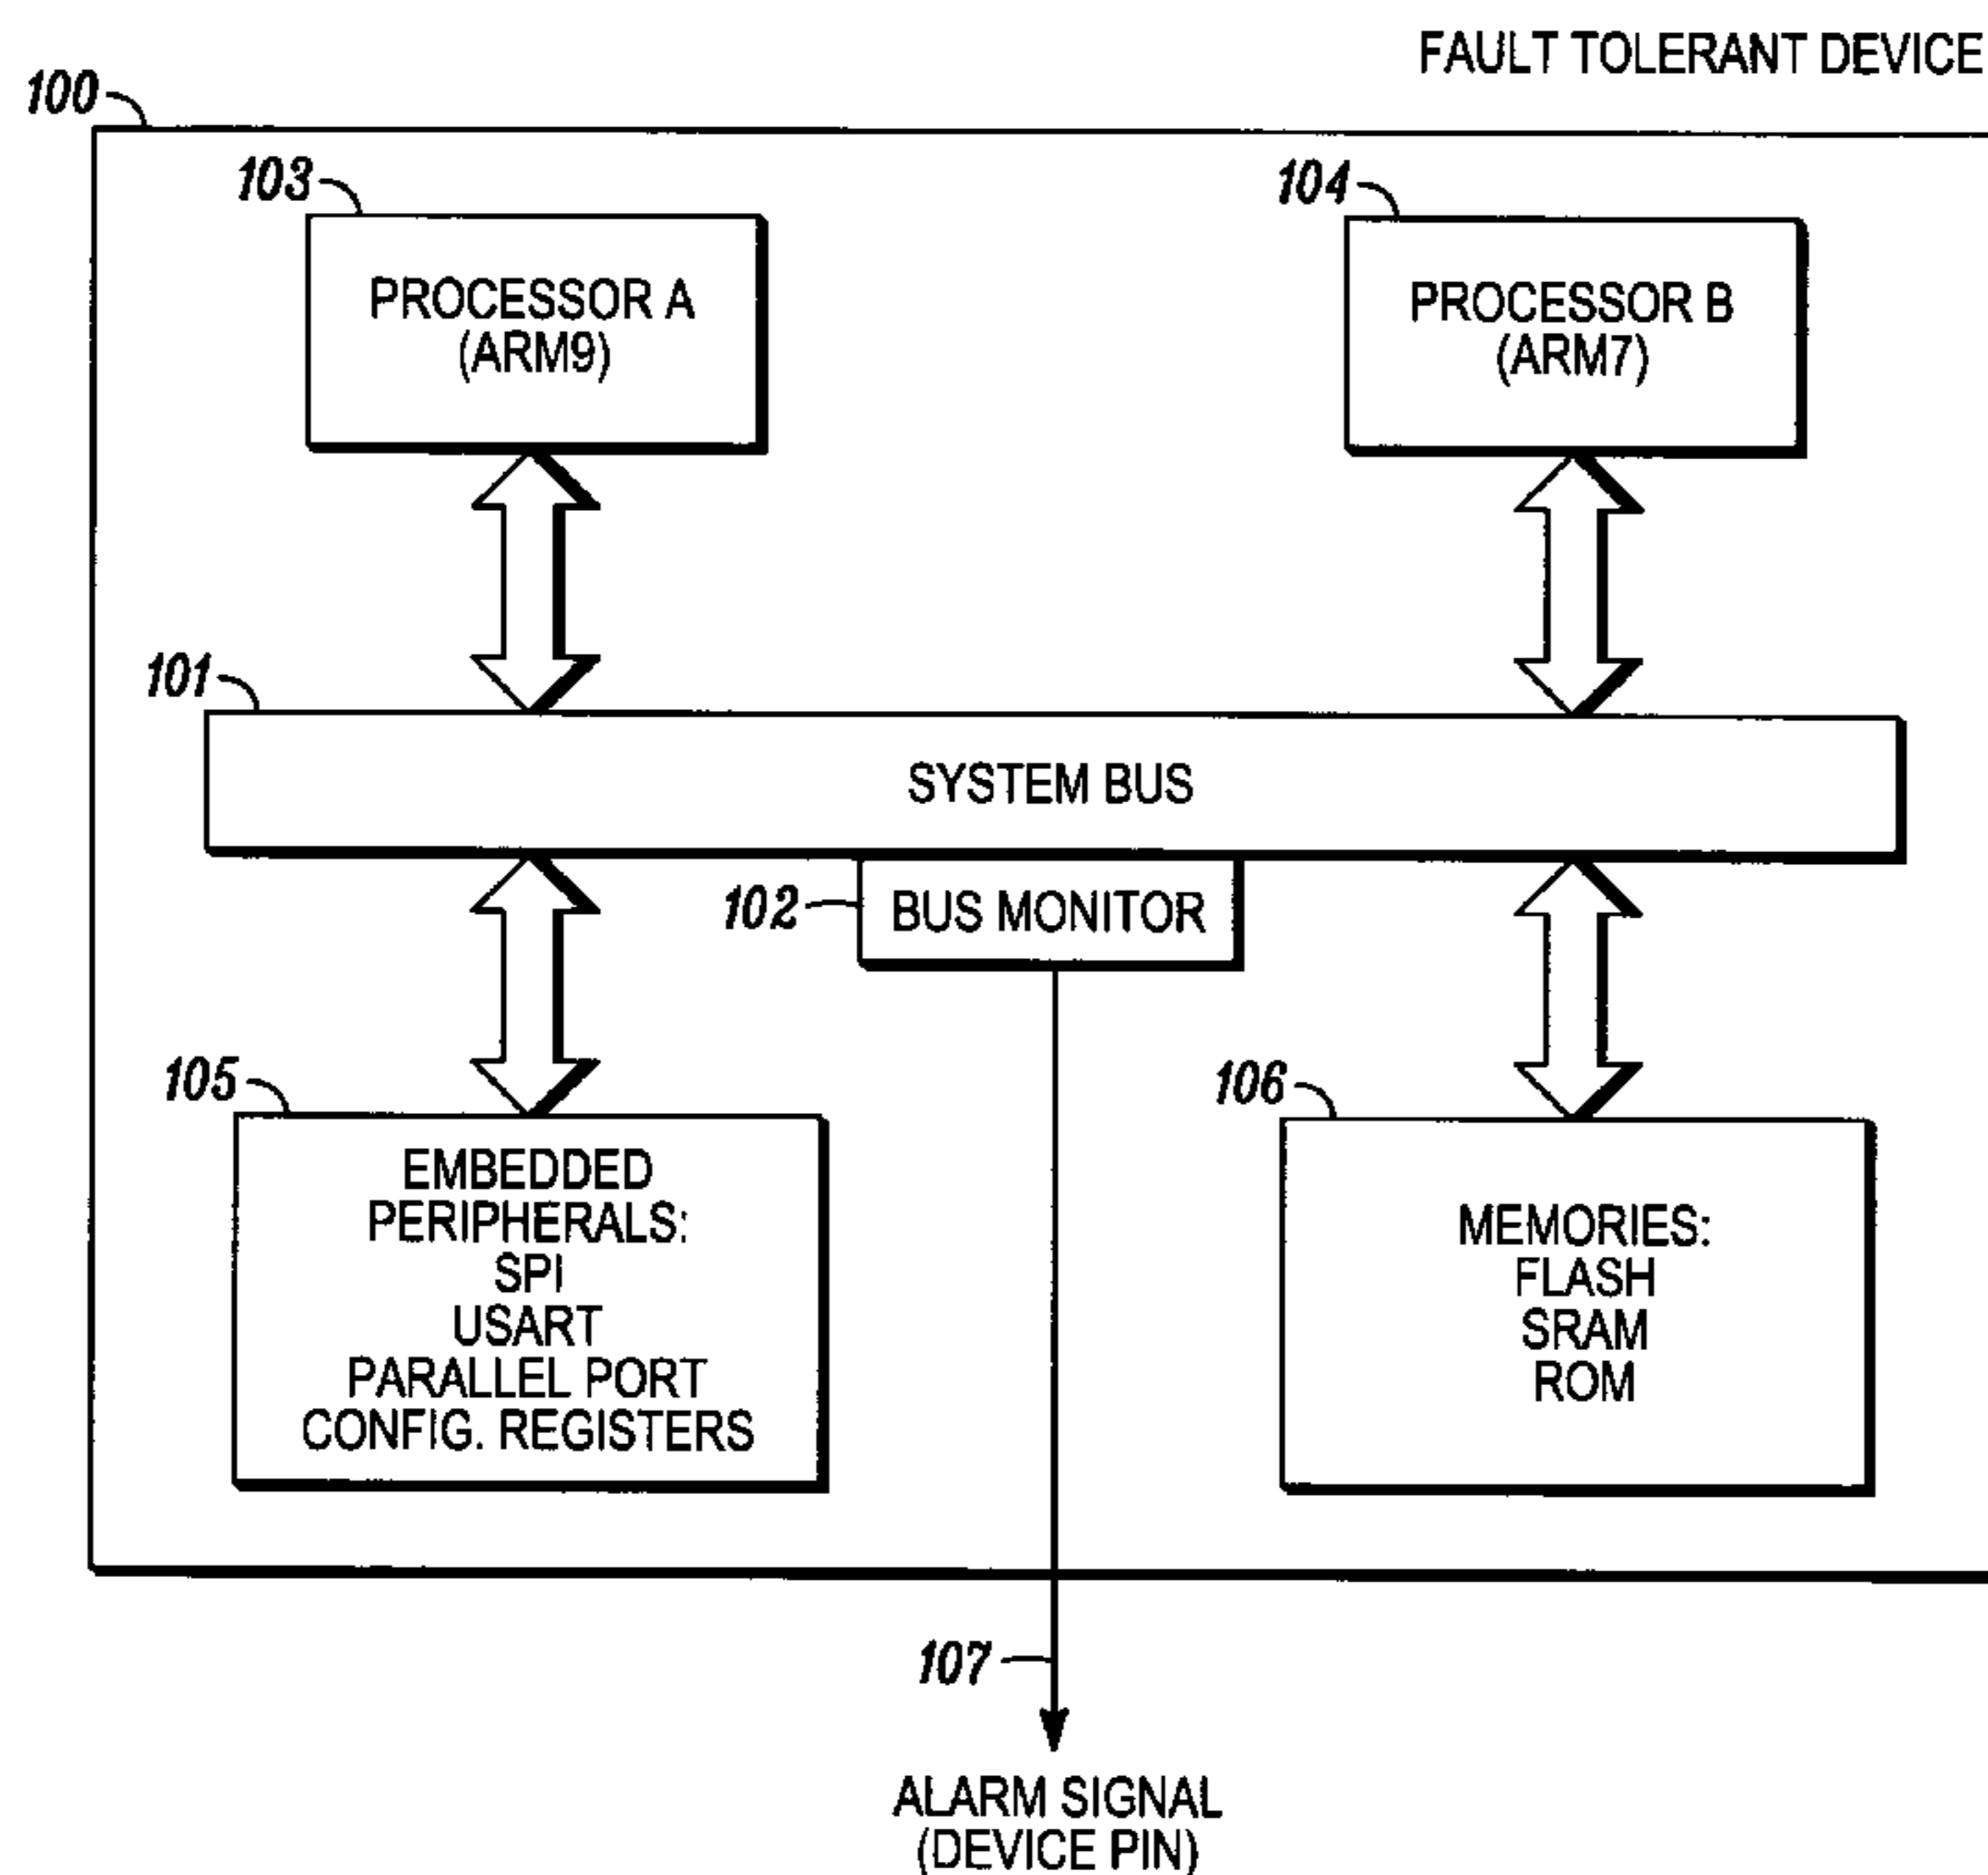 FAULT TOLERANT DEVICE
100
103
104
PROCESSOR A
(ARM9)
PROCESSOR B
(ARM7)
101
SYSTEM BUS
102
BUS MONITOR
105
106
EMBEDDED
PERIPHERALS:
SPI
USART
PARALLEL PORT
CONFIG. REGISTERS
MEMORIES:
FLASH
SRAM
ROM
107
ALARM SIGNAL
(DEVICE PIN)